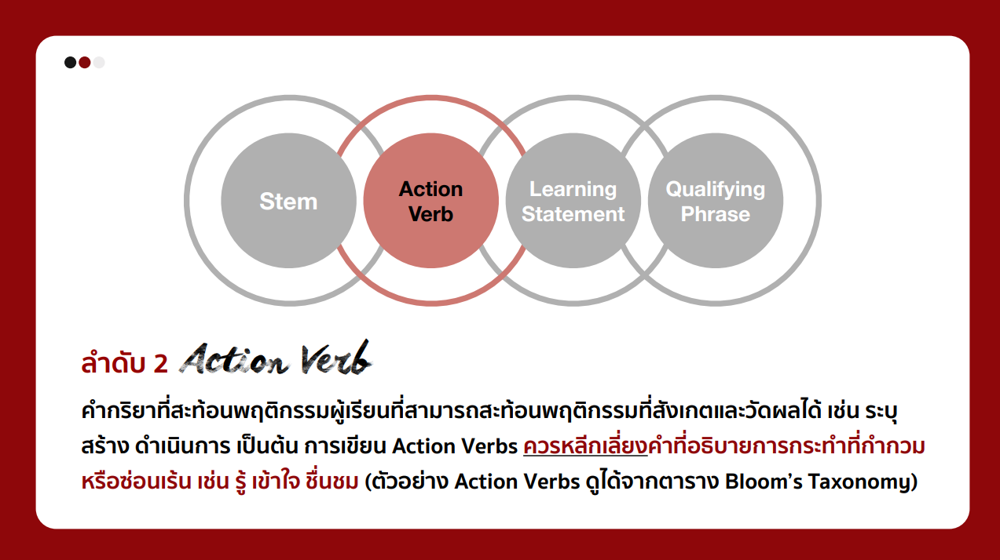 Stem
Action
Verb
Learning
Statement
Qualifying
Phrase
ลำดับ 2 Action Verb
คำกริยาที่สะท้อนพฤติกรรมผู้เรียนที่สามารถสะท้อนพฤติกรรมที่สังเกตและวัดผลได้ เช่น ระบุ
สร้าง ดำเนินการ เป็นต้น การเขียน Action Verbs ควรหลีกเลี่ยงคำที่อธิบายการกระทำที่กำกวม
หรือซ่อนเร้น เช่น รู้ เข้าใจ ชื่นชม (ตัวอย่าง Action Verbs ดูได้จากตาราง Bloom’s Taxonomy)